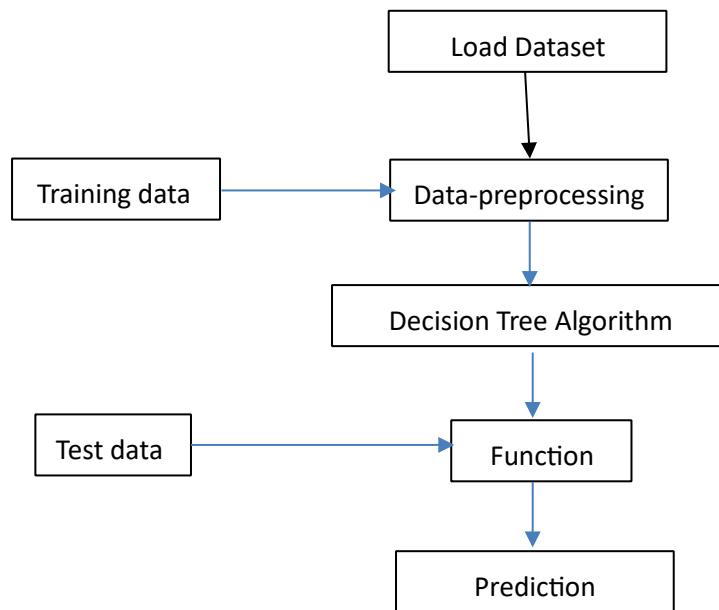 Load Dataset
Training data
Data-preprocessing
Decision Tree Algorithm
Test data
Function
Prediction